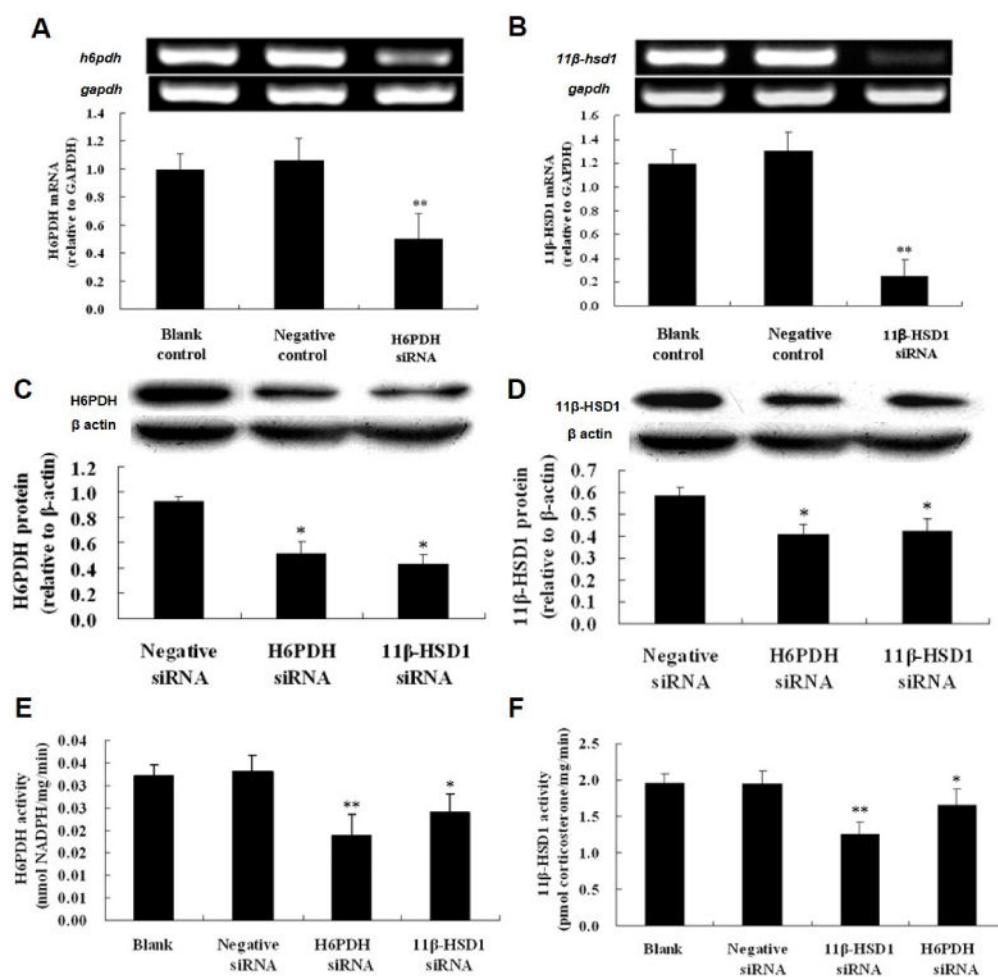 A
h6pdh
gapdh
H6PDH mRNA
(relative to GAPDH)
1.4
1.2
1.0
0.8
0.6
0.4
0.2
0.0
**
Blank
control
Negative
control
H6PDH
siRNA
B
11β-hsd1
gapdh
11β-HSD1 mRNA
(relative to GAPDH)
1.6
1.4
1.2
1.0
0.8
0.6
0.4
0.2
0.0
**
Blank
control
Negative
control
11β-HSD1
siRNA
C
H6PDH
β actin
H6PDH protein
(relative to β-actin)
1.2
1.0
0.8
0.6
0.4
0.2
0.0
*
*
Negative
siRNA
H6PDH
siRNA
11β-HSD1
siRNA
D
11β-HSD1
β actin
11β-HSD1 protein
(relative to β-actin)
0.7
0.6
0.5
0.4
0.3
0.2
0.1
0.0
*
*
Negative
siRNA
H6PDH
siRNA
11β-HSD1
siRNA
E
H6PDH activity
(nmol NADPH/mg/min)
0.04
0.04
0.03
0.03
0.02
0.02
0.01
0.01
0.00
**
*
Blank
Negative
siRNA
H6PDH
siRNA
11β-HSD1
siRNA
F
11β-HSD1 activity
(pmol corticosterone/mg/min)
2.5
2.0
1.5
1.0
0.5
0.0
**
*
Blank
Negative
siRNA
11β-HSD1
siRNA
H6PDH
siRNA